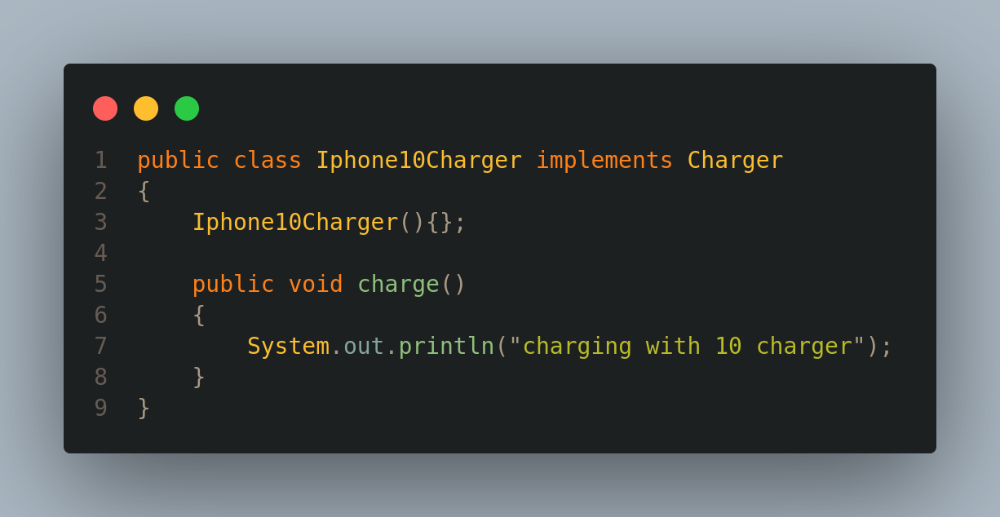 1 public class Iphone10Charger implements Charger
2 {
3     Iphone10Charger(){};
4
5     public void charge()
6     {
7         System.out.println("charging with 10 charger");
8     }
9 }